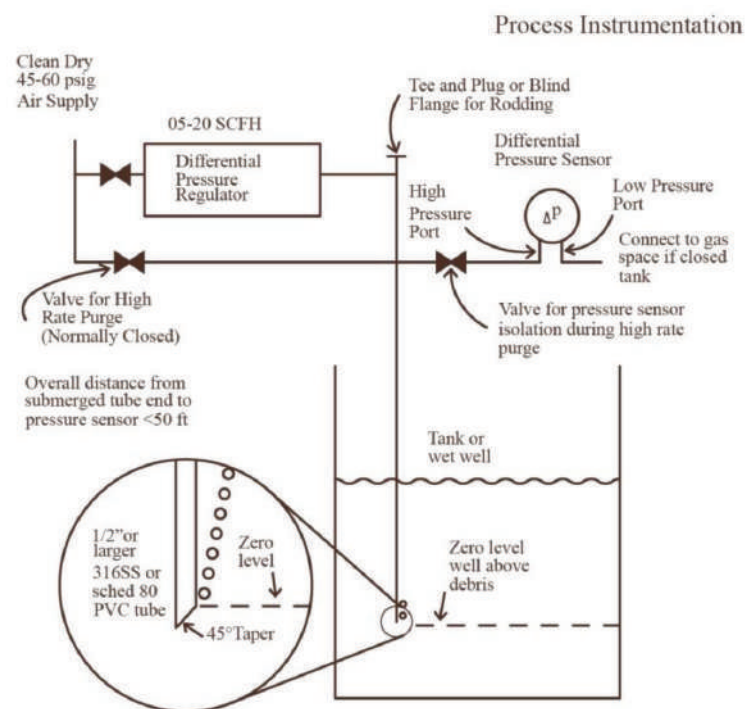 Process Instrumentation
Clean Dry
45-60 psig
Air Supply
05-20 SCFH
Differential
Pressure
Regulator
Tee and Plug or Blind
Flange for Rodding
Differential
Pressure Sensor
High
Pressure
Port
ΔP
Low Pressure
Port
Connect to gas
space if closed
tank
Valve for High
Rate Purge
(Normally Closed)
Valve for pressure sensor
isolation during high rate
purge
Overall distance from
submerged tube end to
pressure sensor <50 ft
Tank or
wet well
1/2"or
larger
316SS or
sched 80
PVC tube
Zero
level
45°Taper
Zero level
well above
debris